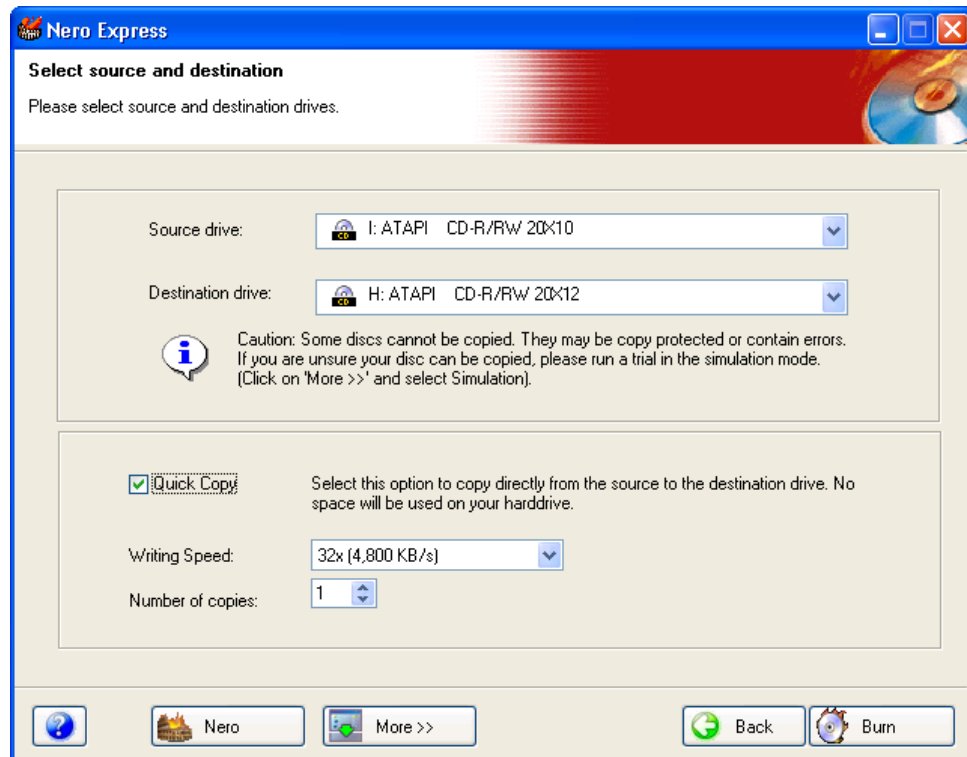 Nero Express
Select source and destination
Please select source and destination drives.
Source drive: I: ATAPI CD-R/RW 20X10
Destination drive: H: ATAPI CD-R/RW 20X12
Caution: Some discs cannot be copied. They may be copy protected or contain errors.
If you are unsure your disc can be copied, please run a trial in the simulation mode.
(Click on 'More >>' and select Simulation).
Quick Copy Select this option to copy directly from the source to the destination drive. No
space will be used on your harddrive.
Writing Speed: 32x (4,800 KB/s)
Number of copies: 1
Nero More >> Back Burn